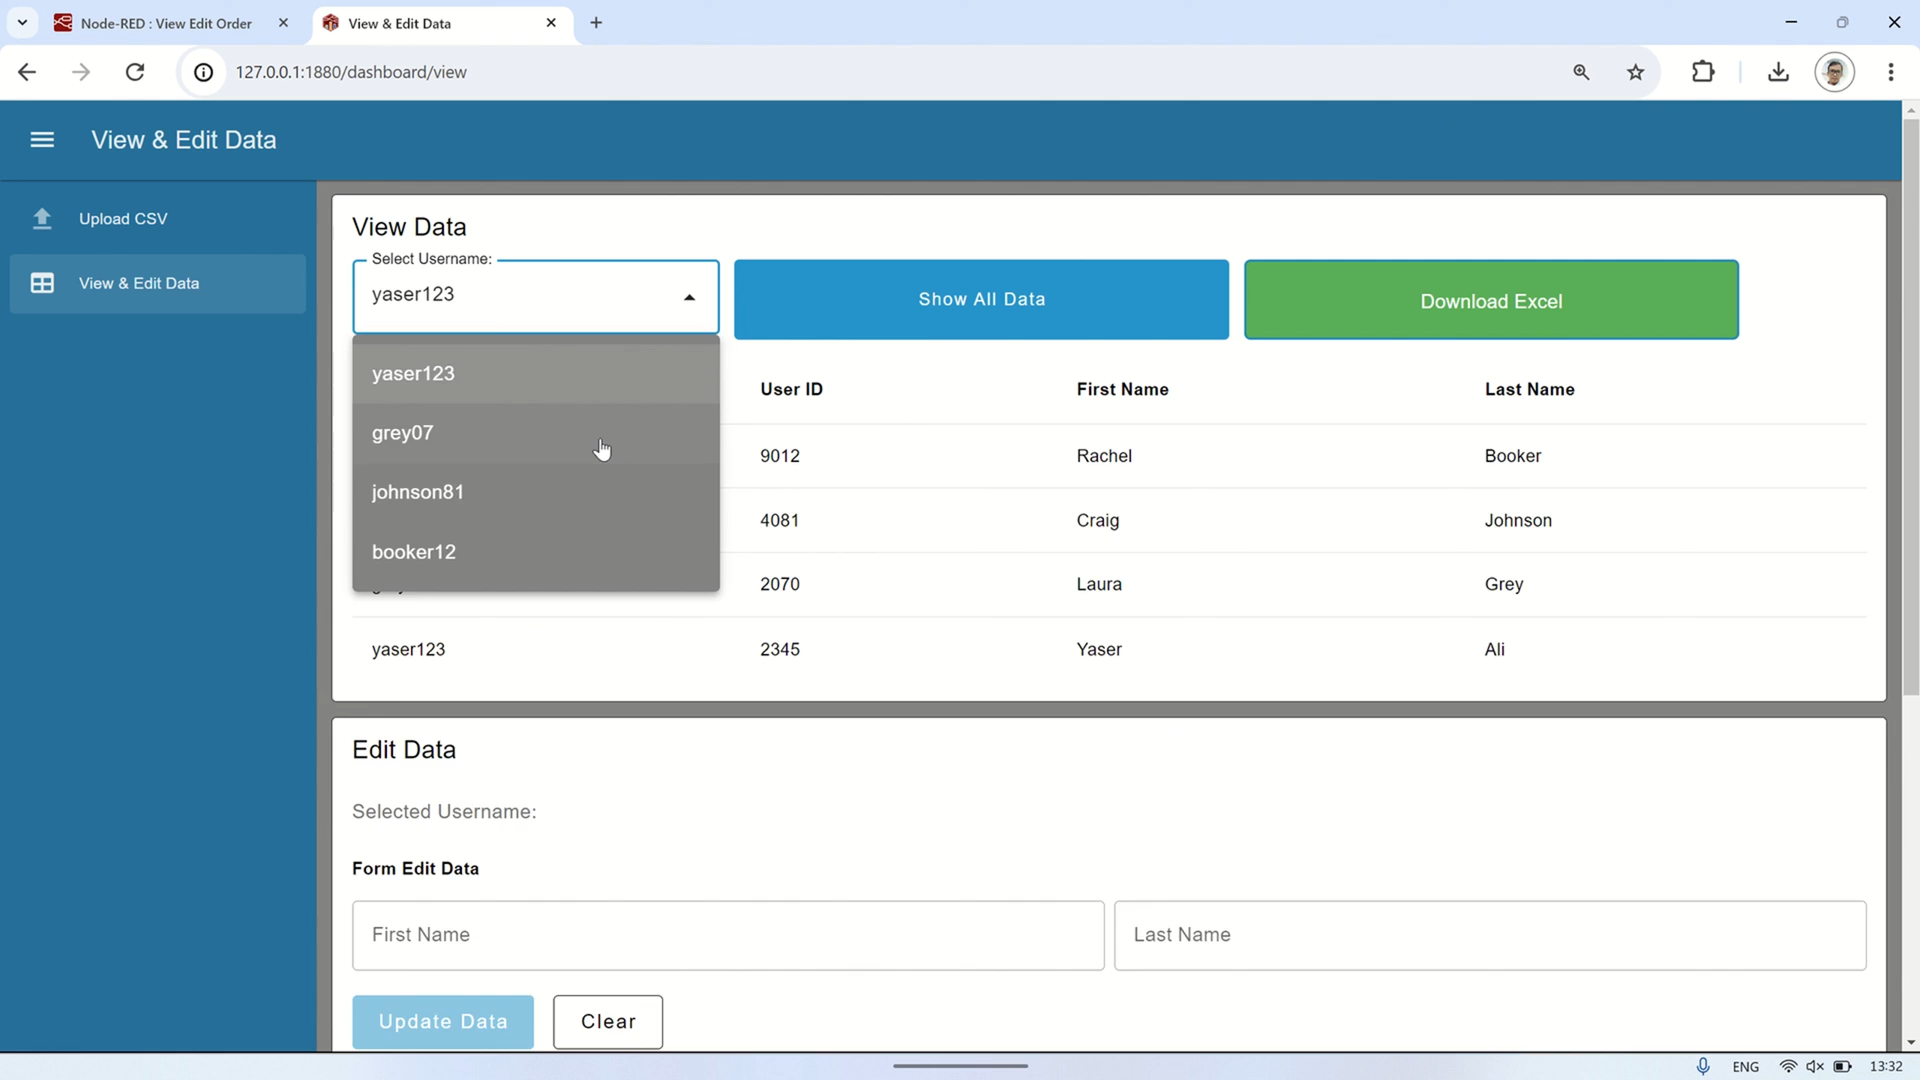 Node-RED : View Edit Order
View & Edit Data
127.0.0.1:1880/dashboard/view
View & Edit Data
Upload CSV
View & Edit Data
View Data
Select Username:
yaser123
Show All Data
Download Excel
yaser123
grey07
johnson81
booker12
User ID
First Name
Last Name
9012
Rachel
Booker
4081
Craig
Johnson
2070
Laura
Grey
yaser123
2345
Yaser
Ali
Edit Data
Selected Username:
Form Edit Data
First Name
Last Name
Update Data
Clear
ENG
13:32